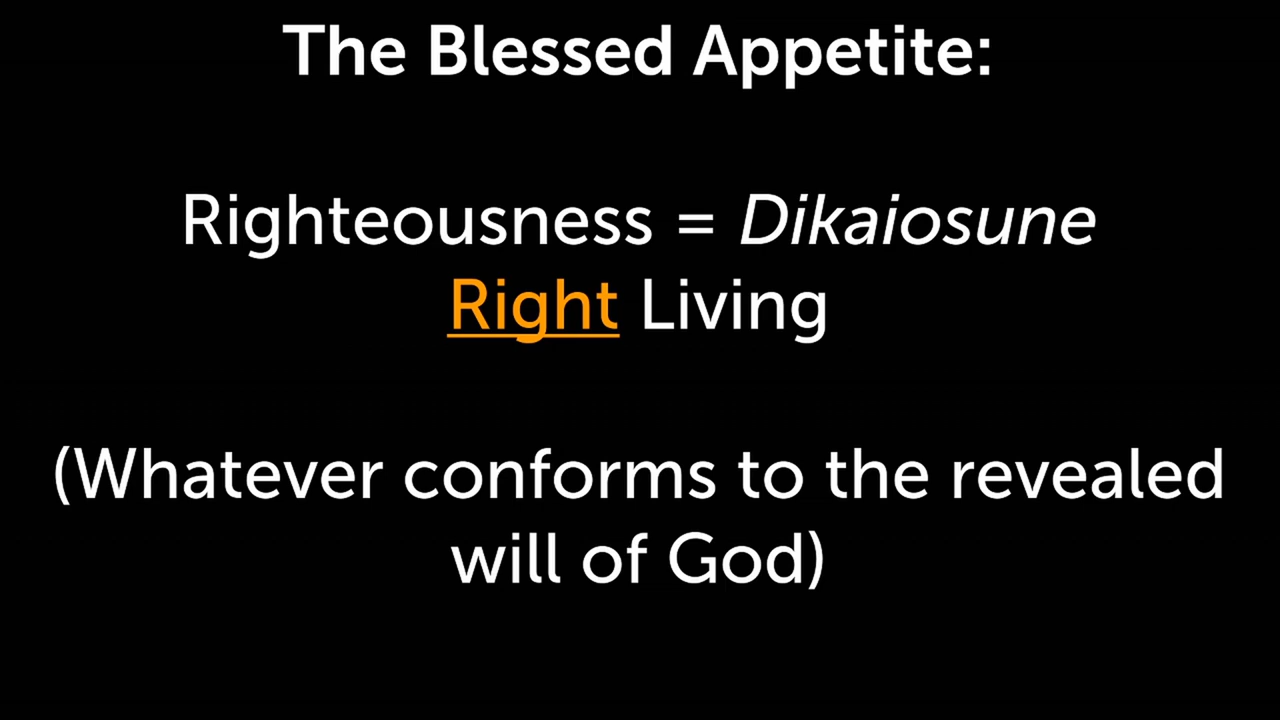 The Blessed Appetite:
Righteousness = Dikaiosune
Right Living
(Whatever conforms to the revealed
will of God)